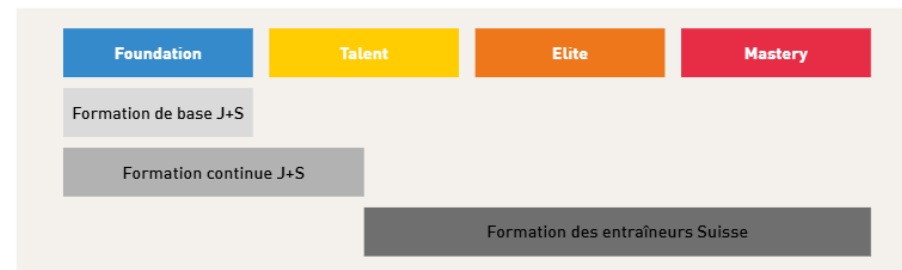 Foundation
Talent
Elite
Mastery
Formation de base J+S
Formation continue J+S
Formation des entraîneurs Suisse